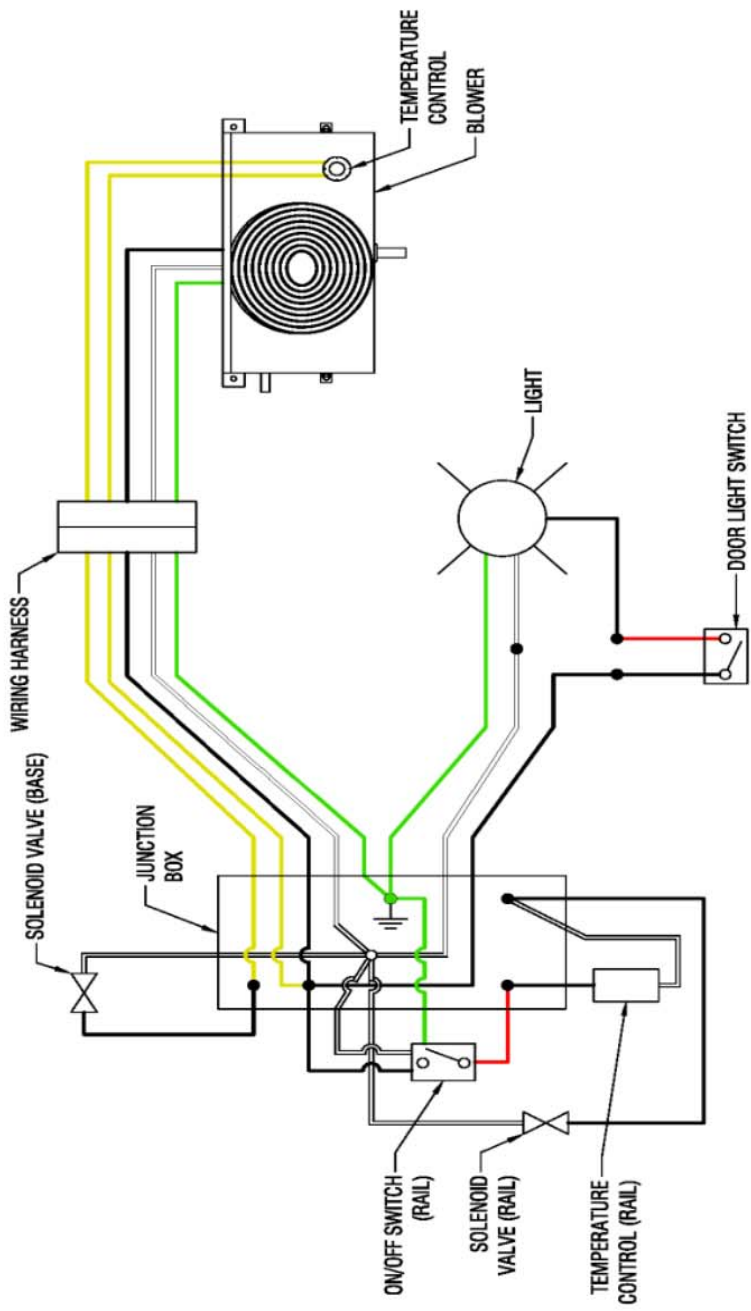 WIRING HARNESS
SOLENOID VALVE (BASE)
JUNCTION
BOX
TEMPERATURE
CONTROL
BLOWER
LIGHT
DOOR LIGHT SWITCH
ON/OFF SWITCH
(RAIL)
SOLENOID
VALVE (RAIL)
TEMPERATURE
CONTROL (RAIL)